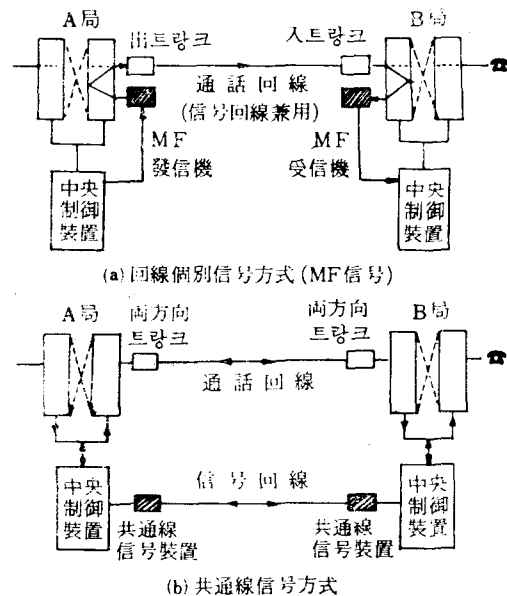 A局
B局
出트랑크
入트랑크
通話回線
(信号回線兼用)
MF
發信機
MF
受信機
中央
制御
裝置
中央
制御
裝置
(a) 回線個別信号方式 (MF信号)
A局
両方向
트랑크
両方向
트랑크
B局
通話回線
中央
制御
裝置
信号回線
中央
制御
裝置
共通線
信号裝置
共通線
信号裝置
(b) 共通線信号方式